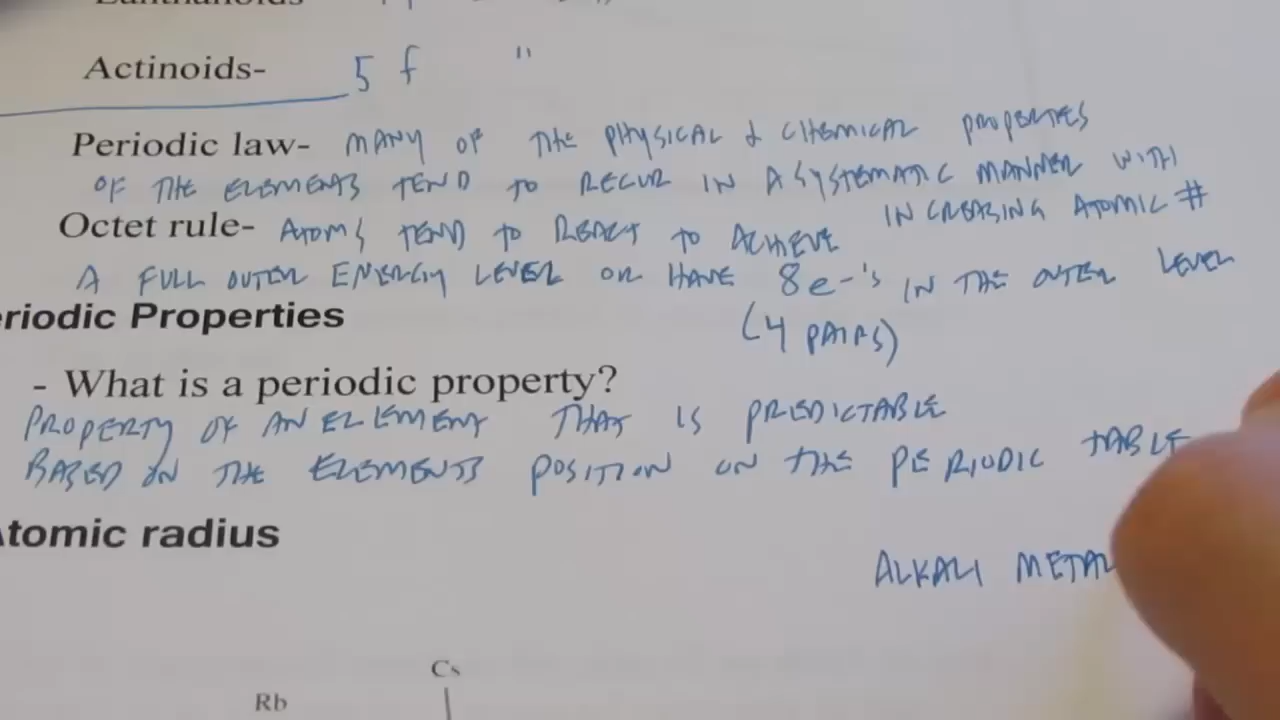 Lanthanoids
Actinoids- 5 f "
Periodic law- MANY OF THE PHYSICAL & CHEMICAL PROPERTIES
OF THE ELEMENTS TEND TO RECUR IN A SYSTEMATIC MANNER WITH
INCREASING ATOMIC #
Octet rule- ATOMS TEND TO REACT TO ACHIEVE
A FULL OUTER ENERGY LEVEL OR HAVE 8e-'s IN THE OUTER LEVEL
(4 PAIRS)
eriodic Properties
- What is a periodic property?
PROPERTY OF AN ELEMENT THAT IS PREDICTABLE
BASED ON THE ELEMENTS POSITION ON THE PERIODIC TABLE
Atomic radius
ALKALI METAL
Cs
Rb